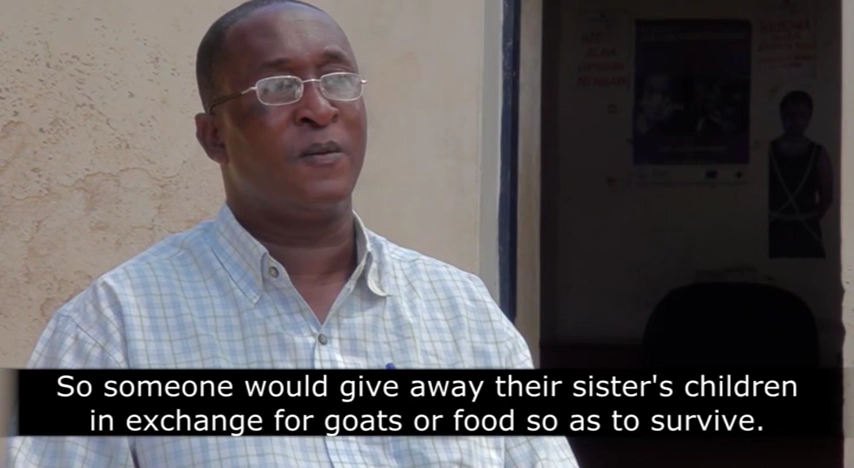 So someone would give away their sister's children
in exchange for goats or food so as to survive.